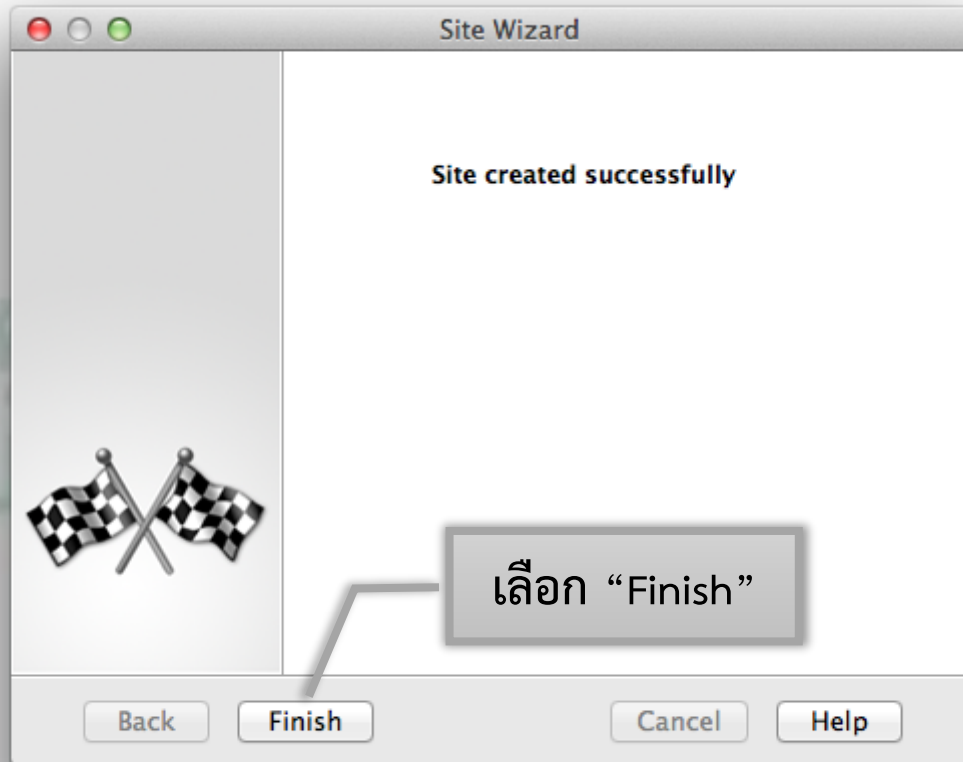 Site Wizard
Site created successfully
เลือก “Finish”
Back Finish Cancel Help